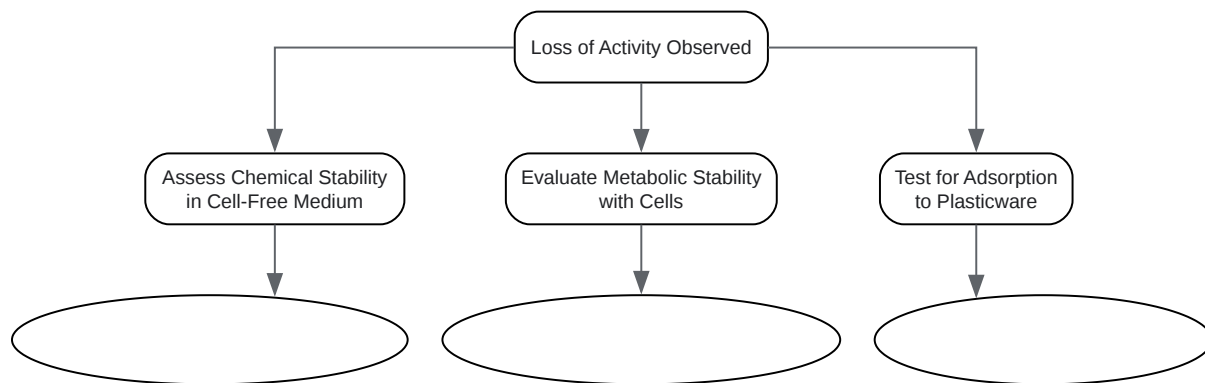 Loss of Activity Observed
Assess Chemical Stability
in Cell-Free Medium
Evaluate Metabolic Stability
with Cells
Test for Adsorption
to Plasticware